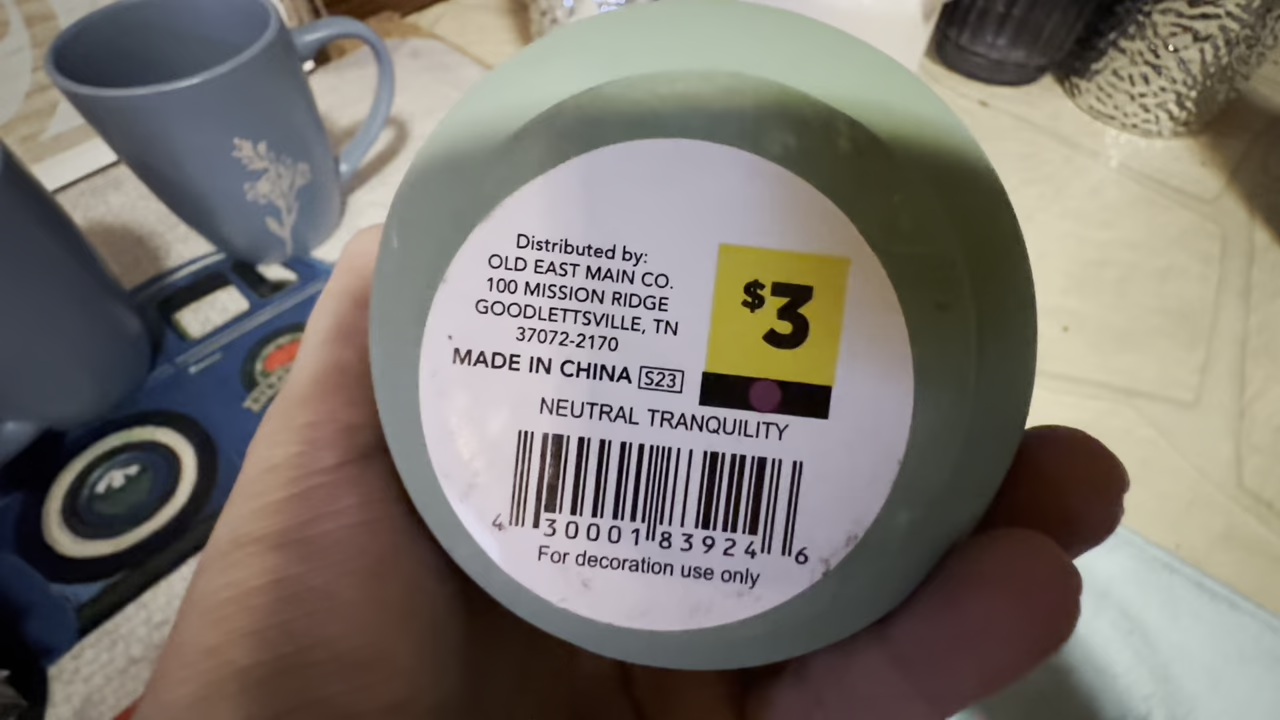 Distributed by:
OLD EAST MAIN CO.
100 MISSION RIDGE
GOODLETTSVILLE, TN
37072-2170
MADE IN CHINA S23
$3
NEUTRAL TRANQUILITY
4 30001 83924 6
For decoration use only